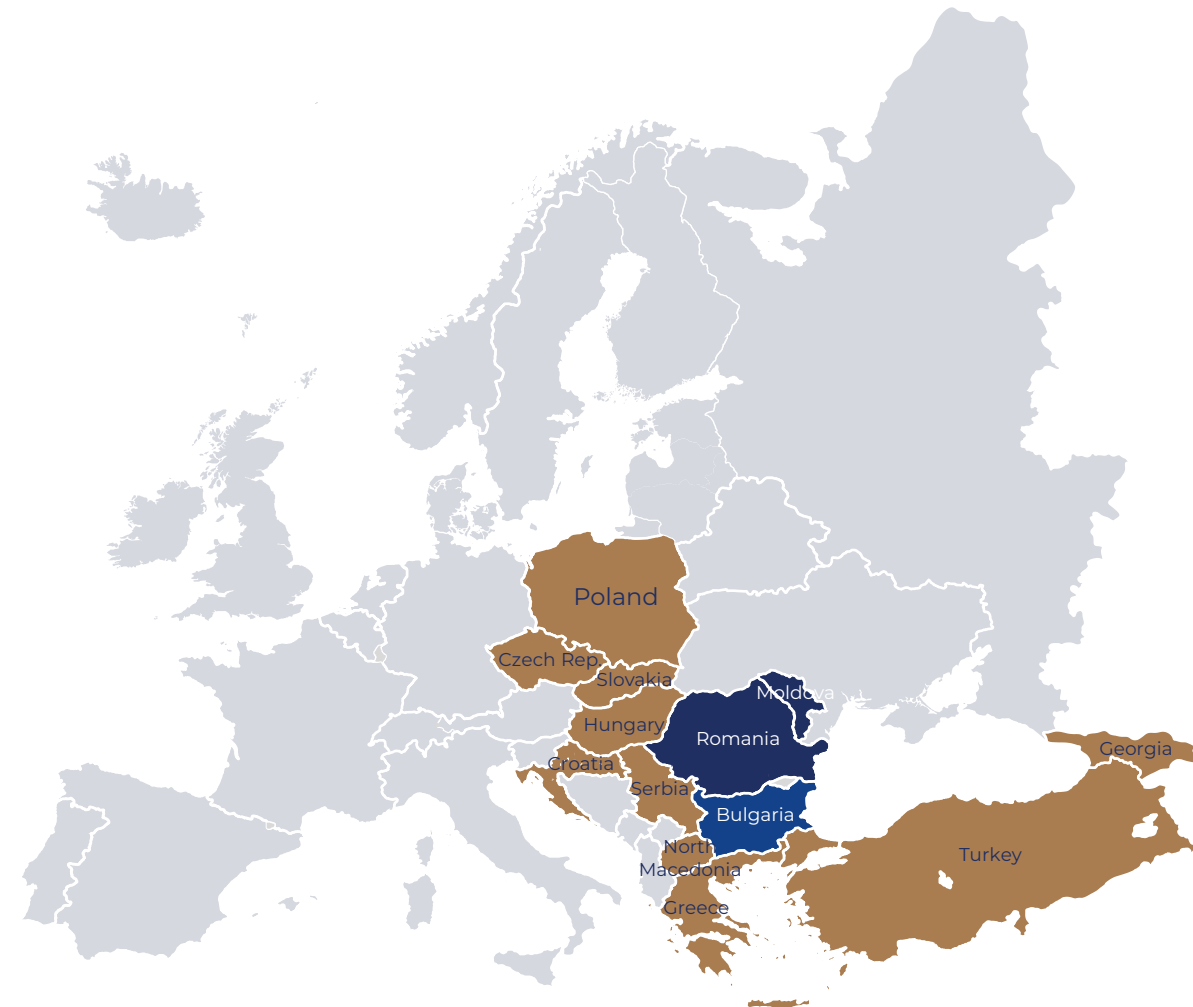 Poland
Czech Rep.
Slovakia
Moldova
Hungary
Romania
Georgia
Croatia
Serbia
Bulgaria
North
Macedonia
Turkey
Greece